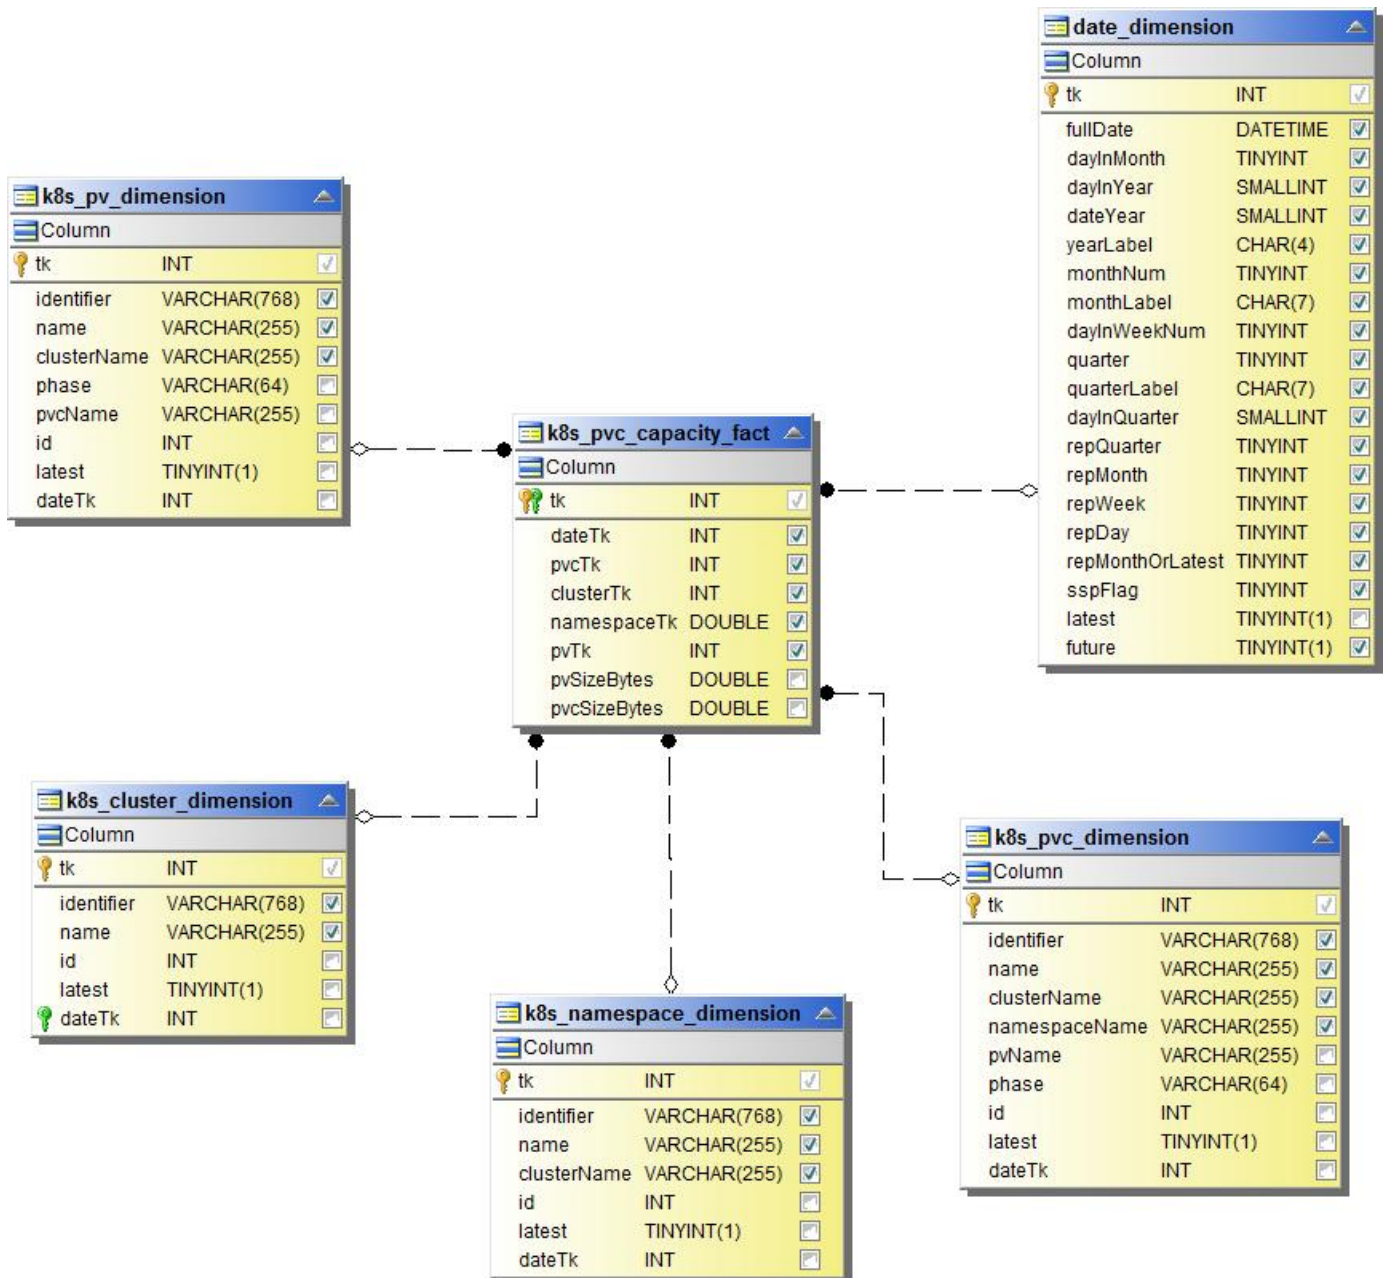 date_dimension
Column
tk INT
fullDate DATETIME
dayInMonth TINYINT
dayInYear SMALLINT
dateYear SMALLINT
yearLabel CHAR(4)
monthNum TINYINT
monthLabel CHAR(7)
dayInWeekNum TINYINT
quarter TINYINT
quarterLabel CHAR(7)
dayInQuarter SMALLINT
repQuarter TINYINT
repMonth TINYINT
repWeek TINYINT
repDay TINYINT
repMonthOrLatest TINYINT
sspFlag TINYINT
latest TINYINT(1)
future TINYINT(1)
k8s_pv_dimension
Column
tk INT
identifier VARCHAR(768)
name VARCHAR(255)
clusterName VARCHAR(255)
phase VARCHAR(64)
pvcName VARCHAR(255)
id INT
latest TINYINT(1)
dateTk INT
k8s_pvc_capacity_fact
Column
tk INT
dateTk INT
pvcTk INT
clusterTk INT
namespaceTk DOUBLE
pvTk INT
pvSizeBytes DOUBLE
pvcSizeBytes DOUBLE
k8s_cluster_dimension
Column
tk INT
identifier VARCHAR(768)
name VARCHAR(255)
id INT
latest TINYINT(1)
dateTk INT
k8s_namespace_dimension
Column
tk INT
identifier VARCHAR(768)
name VARCHAR(255)
clusterName VARCHAR(255)
id INT
latest TINYINT(1)
dateTk INT
k8s_pvc_dimension
Column
tk INT
identifier VARCHAR(768)
name VARCHAR(255)
clusterName VARCHAR(255)
namespaceName VARCHAR(255)
pvName VARCHAR(255)
phase VARCHAR(64)
id INT
latest TINYINT(1)
dateTk INT